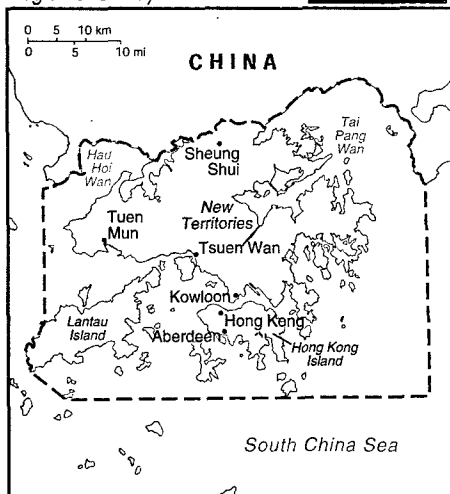 0 5 10 km
0 5 10 mi
CHINA
Tai
Pang
Wan
Hau
Hoi
Wan
Sheung
Shui
Tuen
Mun
New
Territories
Tsuen Wan
Kowloon
Lantau
Island
Hong Keng
Aberdeen
Hong Kong
Island
South China Sea